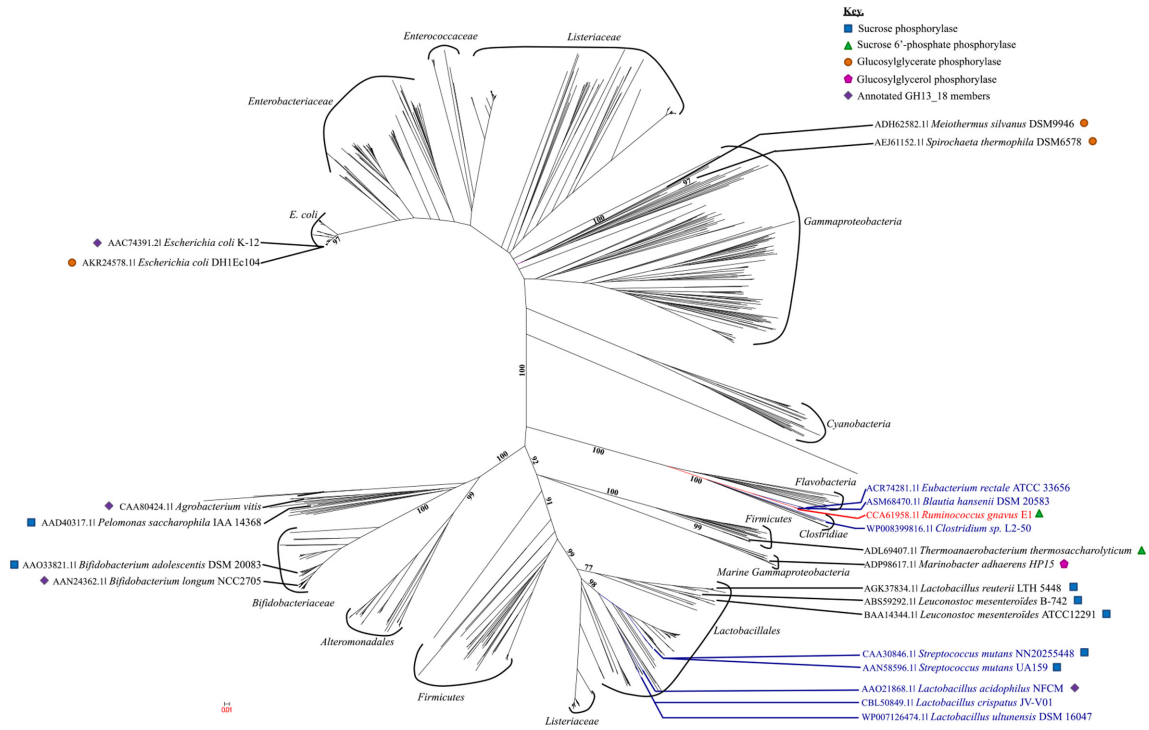 Key.
Sucrose phosphorylase
Sucrose 6’-phosphate phosphorylase
Glucosylglycerate phosphorylase
Glucosylglycerol phosphorylase
Annotated GH13_18 members
Enterococcaceae
Listeriaceae
Enterobacteriaceae
ADH62582.1| Meiothermus silvanus DSM9946
AEJ61152.1| Spirochaeta thermophila DSM6578
97
100
Gammaproteobacteria
E. coli
97
AAC74391.2| Escherichia coli K-12
AKR24578.1| Escherichia coli DH1Ec104
100
Cyanobacteria
100
92
100
100
Flavobacteria
ACR74281.1| Eubacterium rectale ATCC 33656
ASM68470.1| Blautia hansenii DSM 20583
CCA61958.1| Ruminococcus gnavus E1
WP008399816.1| Clostridium sp. L2-50
Clostridiae
Firmicutes
100
99
91
99
100
CAA80424.1| Agrobacterium vitis
AAD40317.1| Pelomonas saccharophila IAA 14368
ADL69407.1| Thermoanaerobacterium thermosaccharolyticum
ADP98617.1| Marinobacter adhaerens HP15
Marine Gammaproteobacteria
AAO33821.1| Bifidobacterium adolescentis DSM 20083
AAN24362.1| Bifidobacterium longum NCC2705
Bifidobacteriaceae
99
77
98
AGK37834.1| Lactobacillus reuterii LTH 5448
ABS59292.1| Leuconostoc mesenteroïdes B-742
BAA14344.1| Leuconostoc mesenteroïdes ATCC12291
Lactobacillales
Alteromonadales
CAA30846.1| Streptococcus mutans NN20255448
AAN58596.1| Streptococcus mutans UA159
AAO21868.1| Lactobacillus acidophilus NFCM
CBL50849.1| Lactobacillus crispatus JV-V01
WP007126474.1| Lactobacillus ultunensis DSM 16047
Firmicutes
Listeriaceae
0.01